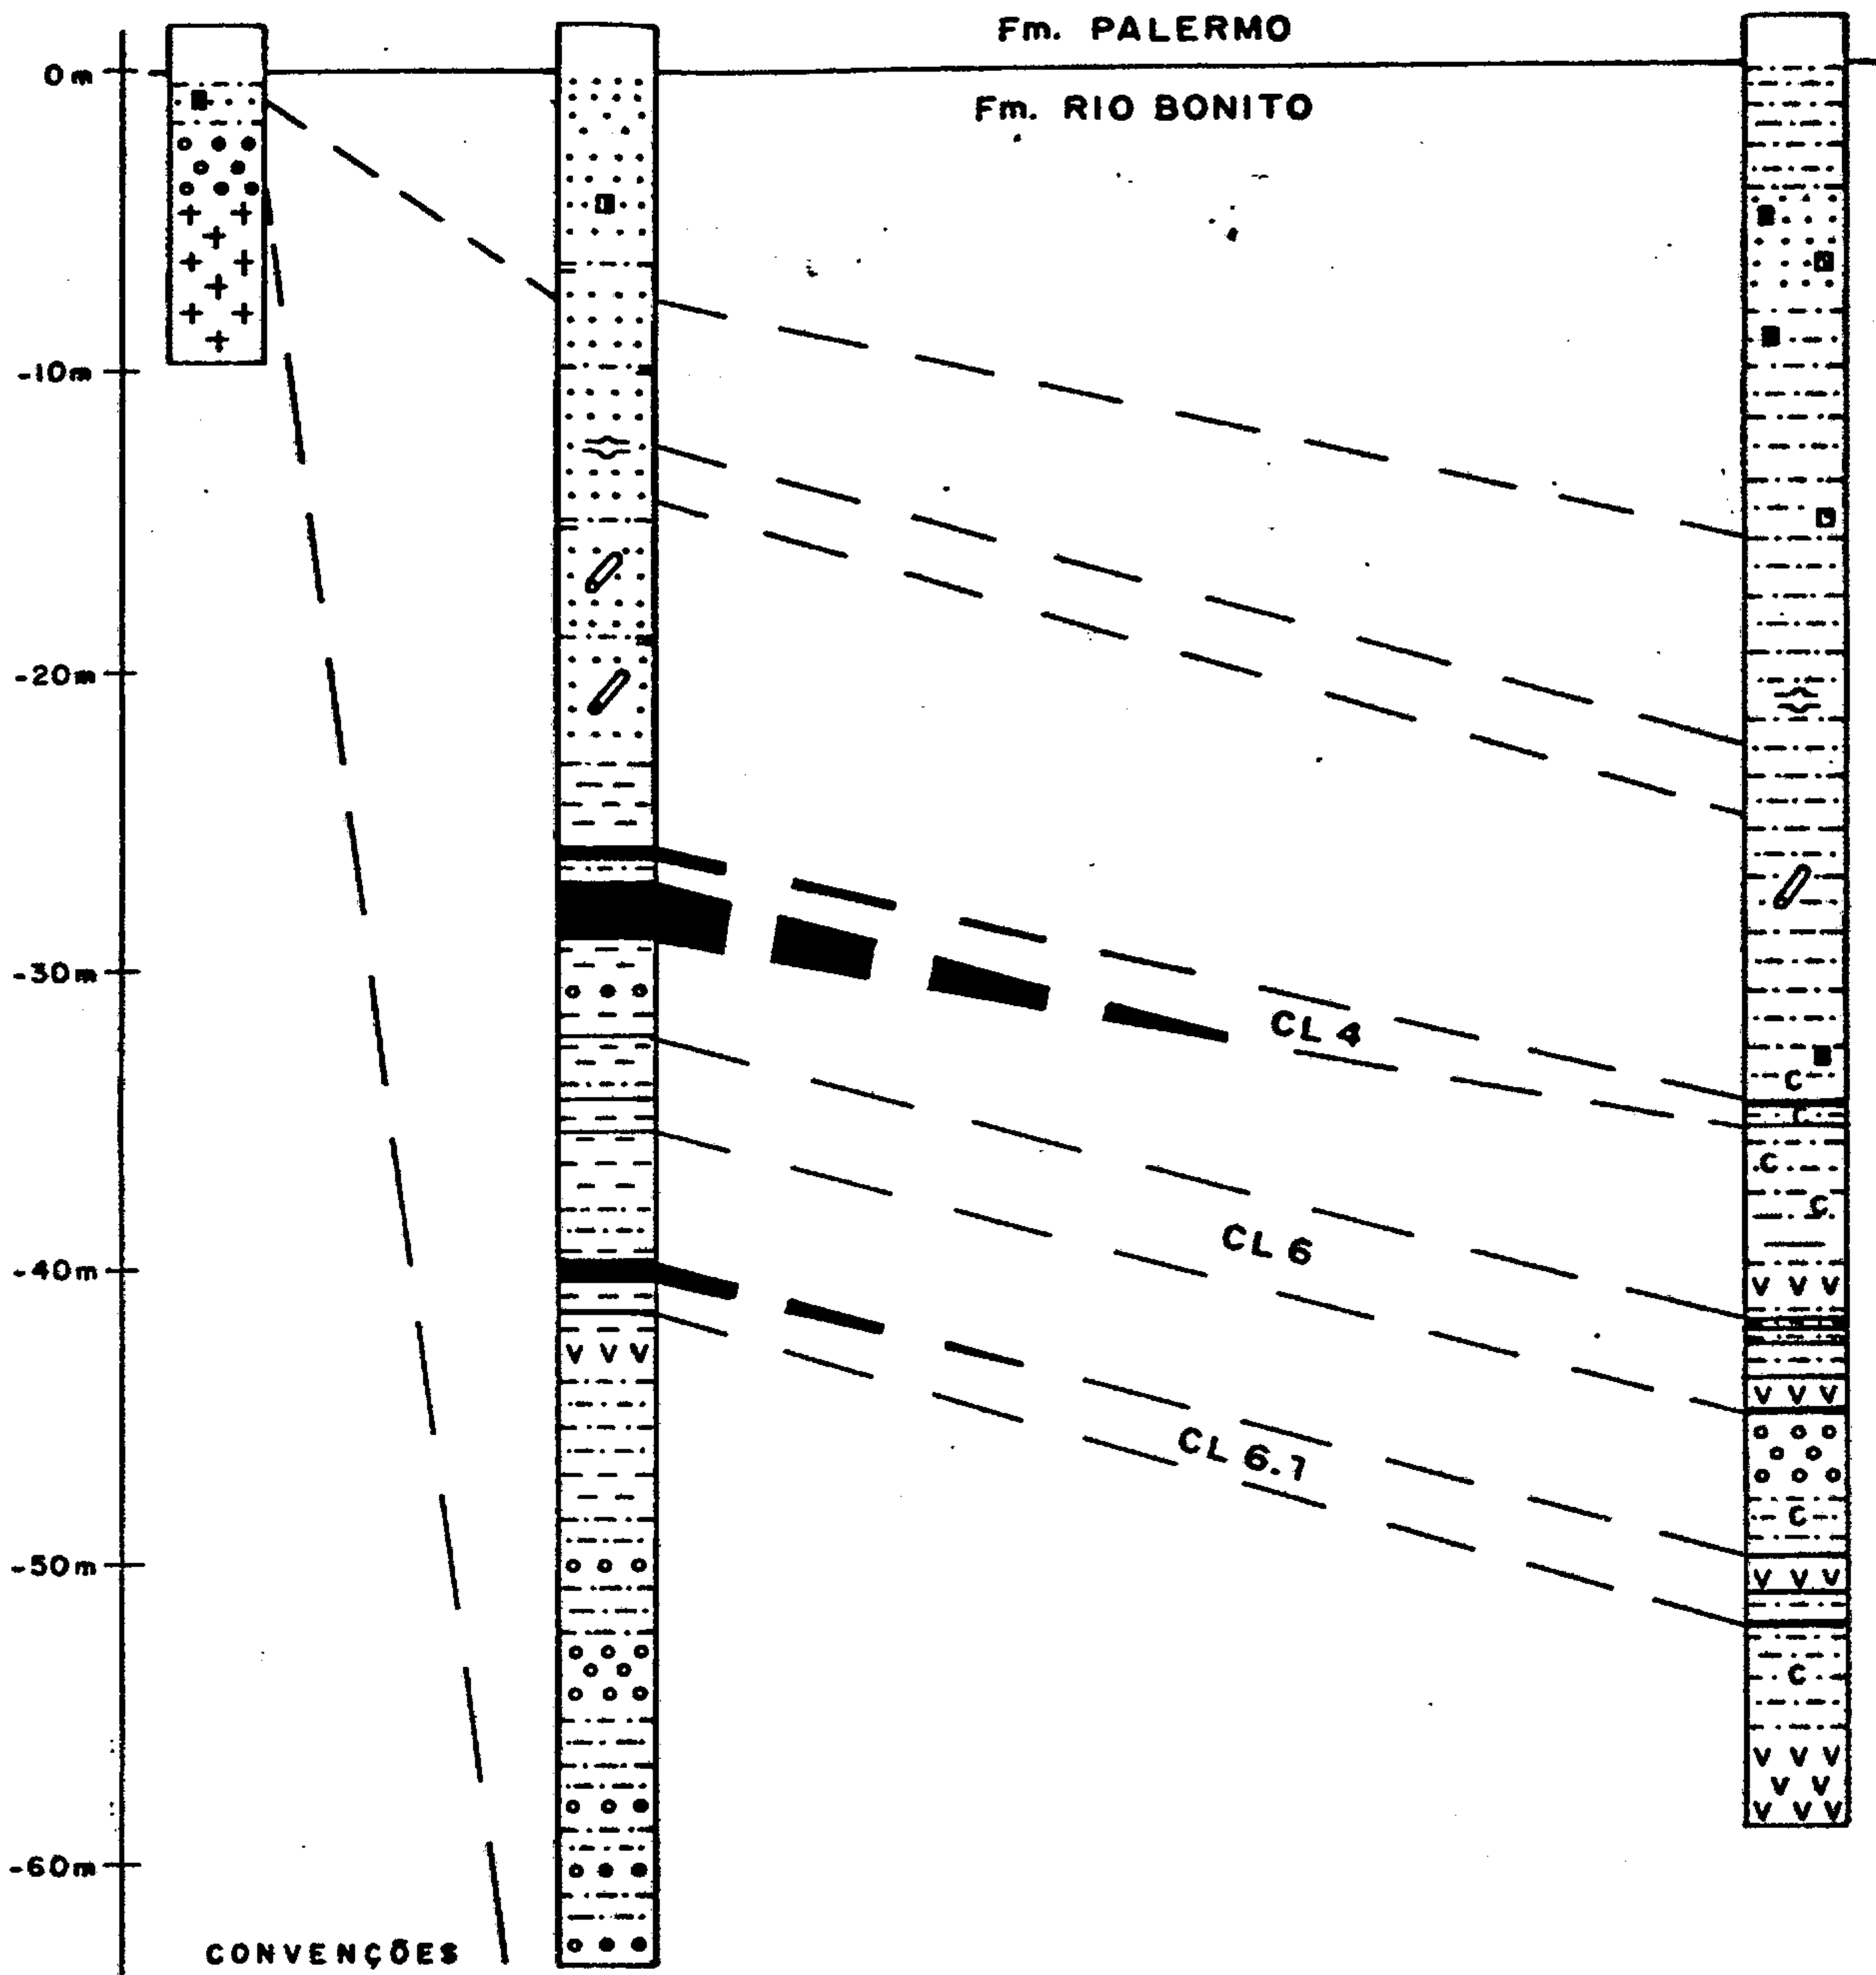 Fm. PALERMO
0m
Fm. RIO BONITO
-10m
-20m
-30m
CL 4
CL 6
-40m
CL 6.1
-50m
-60m
CONVENÇÕES